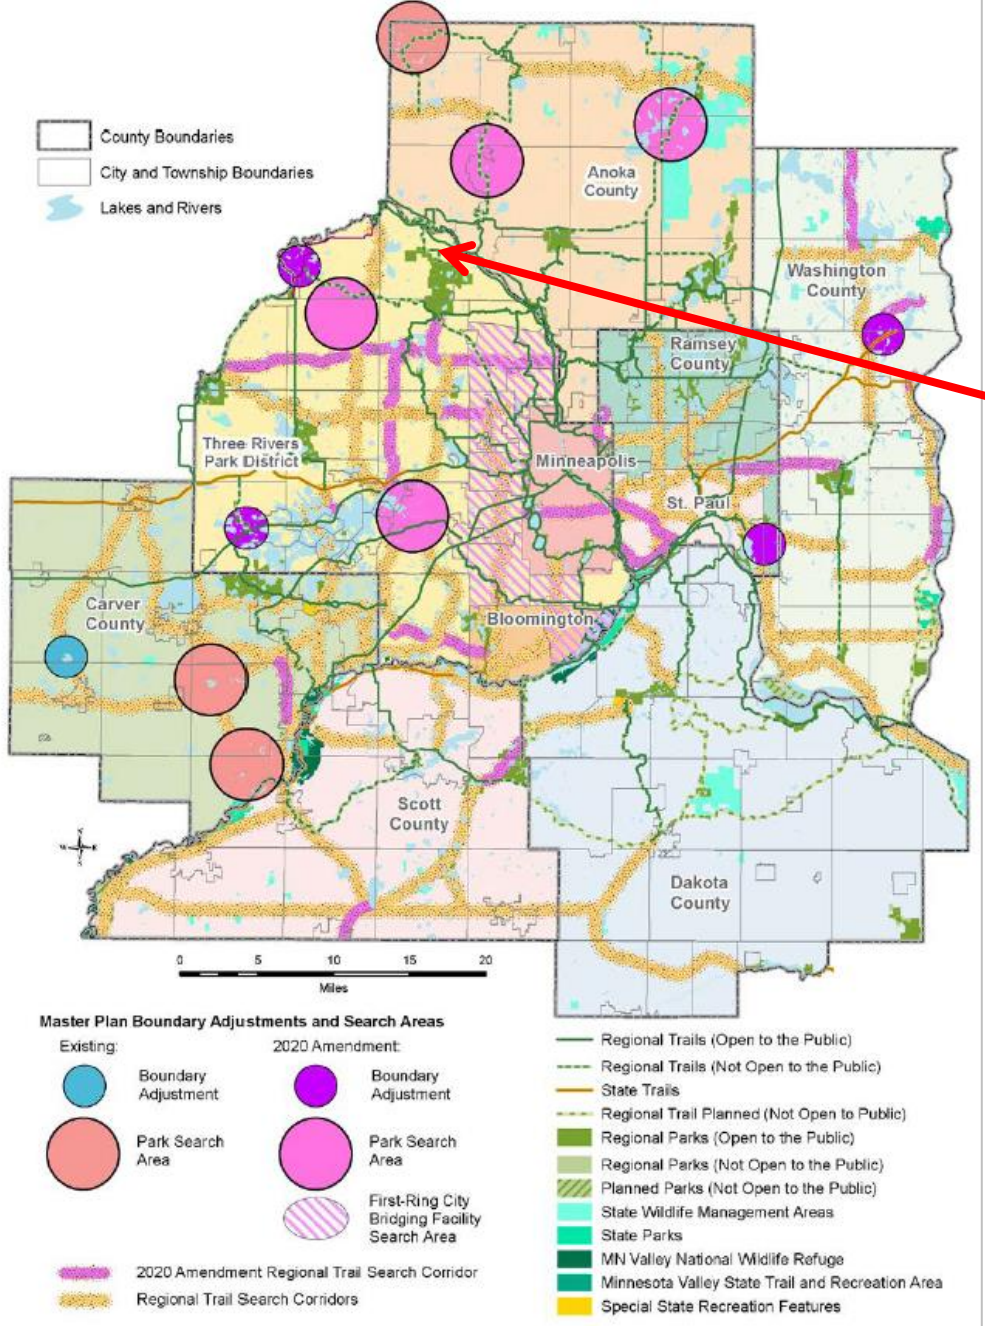 County Boundaries
City and Township Boundaries
Lakes and Rivers
Anoka
County
Washington
County
Ramsey
County
Three Rivers
Park District
Minneapolis
St. Paul
Carver
County
Bloomington
Scott
County
Dakota
County
N
W E
S
0 5 10 15 20
Miles
Master Plan Boundary Adjustments and Search Areas
Existing:
Boundary
Adjustment
Park Search
Area
2020 Amendment:
Boundary
Adjustment
Park Search
Area
First-Ring City
Bridging Facility
Search Area
2020 Amendment Regional Trail Search Corridor
Regional Trail Search Corridors
Regional Trails (Open to the Public)
Regional Trails (Not Open to the Public)
State Trails
Regional Trail Planned (Not Open to Public)
Regional Parks (Open to the Public)
Regional Parks (Not Open to the Public)
Planned Parks (Not Open to the Public)
State Wildlife Management Areas
State Parks
MN Valley National Wildlife Refuge
Minnesota Valley State Trail and Recreation Area
Special State Recreation Features